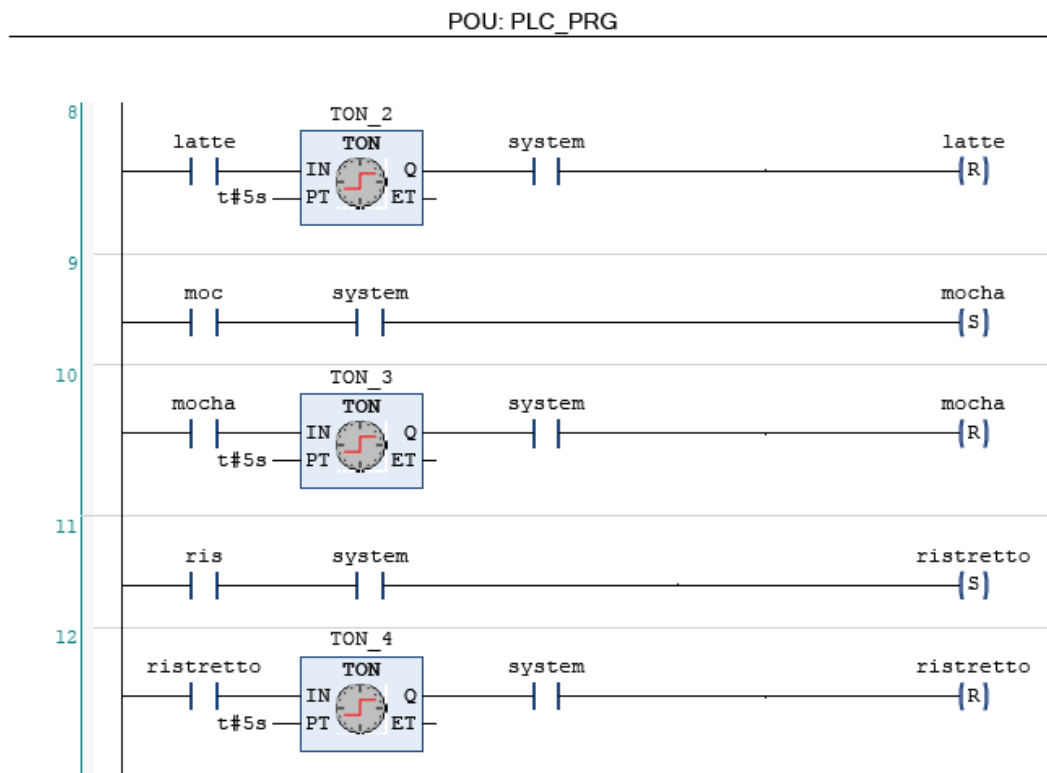 POU: PLC_PRG
8
TON_2
latte TON system latte
IN Q R
t#5s PT ET
9
moc system mocha
S
10
TON_3
mocha TON system mocha
IN Q R
t#5s PT ET
11
ris system ristretto
S
12
TON_4
ristretto TON system ristretto
IN Q R
t#5s PT ET